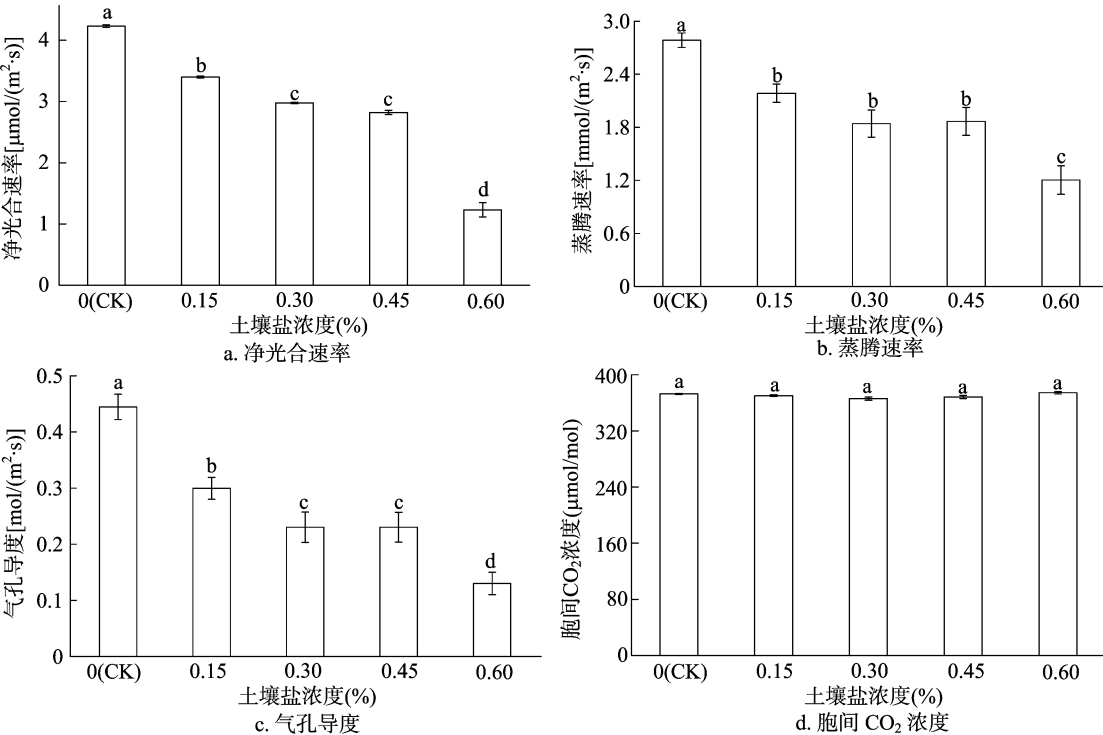 净光合速率[μmol/(m²·s)]
4
3
2
1
0
a
b
c
c
d
0(CK) 0.15 0.30 0.45 0.60
土壤盐浓度(%)
a. 净光合速率
蒸腾速率[mmol/(m²·s)]
3.0
2.4
1.8
1.2
0.6
0
a
b
b
b
c
0(CK) 0.15 0.30 0.45 0.60
土壤盐浓度(%)
b. 蒸腾速率
气孔导度[mol/(m²·s)]
0.5
0.4
0.3
0.2
0.1
0
a
b
c
c
d
0(CK) 0.15 0.30 0.45 0.60
土壤盐浓度(%)
c. 气孔导度
胞间CO₂浓度(μmol/mol)
400
320
240
160
80
0
a
a
a
a
a
0(CK) 0.15 0.30 0.45 0.60
土壤盐浓度(%)
d. 胞间 CO₂ 浓度